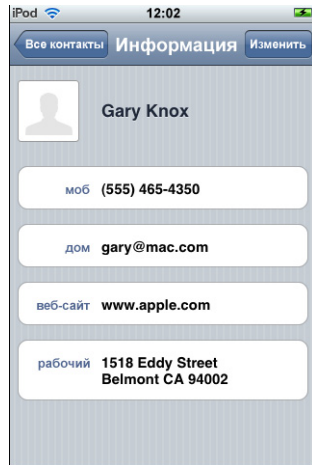 iPod 12:02
Все контакты Информация Изменить
Gary Knox
моб (555) 465-4350
дом gary@mac.com
веб-сайт www.apple.com
рабочий 1518 Eddy Street
Belmont CA 94002